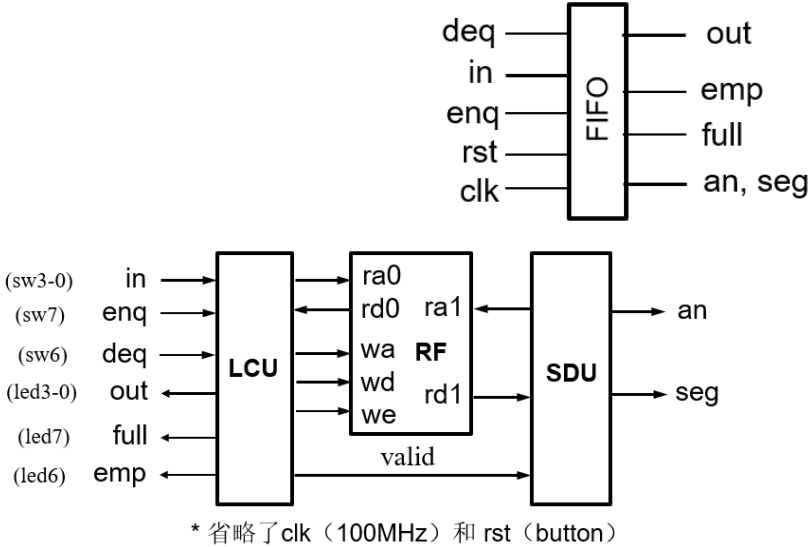 deq
in
enq
rst
clk
FIFO
out
emp
full
an, seg
(sw3-0) in
(sw7) enq
(sw6) deq
(led3-0) out
(led7) full
(led6) emp
LCU
ra0
rd0 ra1
wa RF
wd rd1
we
valid
SDU
an
seg
* 省略了clk（100MHz）和 rst（button）